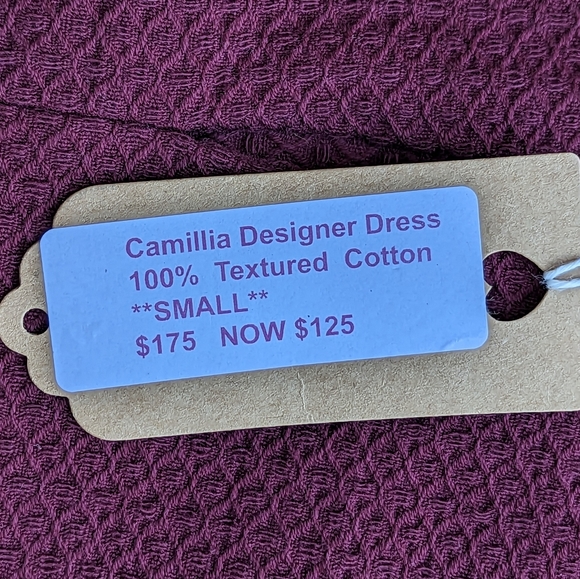 Camillia Designer Dress
100% Textured Cotton
**SMALL**
$175 NOW $125